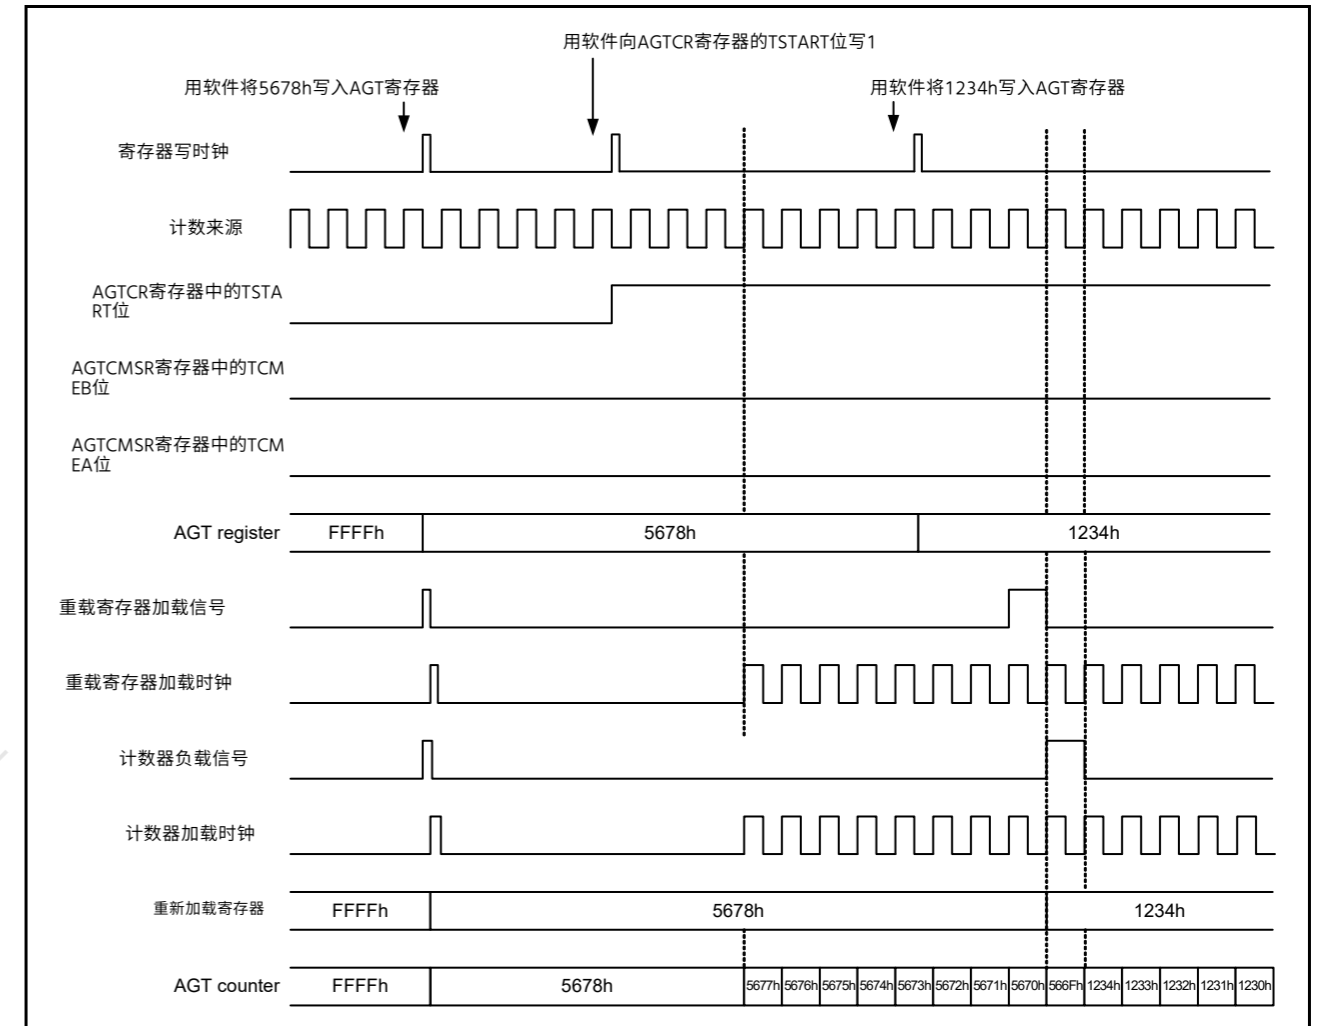 用软件向AGTCR寄存器的TSTART位写1
用软件将5678h写入AGT寄存器
用软件将1234h写入AGT寄存器
寄存器写时钟
计数来源
AGTCR寄存器中的TSTA
RT位
AGTCMSR寄存器中的TCM
EB位
AGTCMSR寄存器中的TCM
EA位
AGT register FFFFh 5678h 1234h
重载寄存器加载信号
重载寄存器加载时钟
计数器负载信号
计数器加载时钟
重新加载寄存器 FFFFh 5678h 1234h
AGT counter FFFFh 5678h 5677h 5676h 5675h 5674h 5673h 5672h 5671h 5670h 566Fh 1234h 1233h 1232h 1231h 1230h